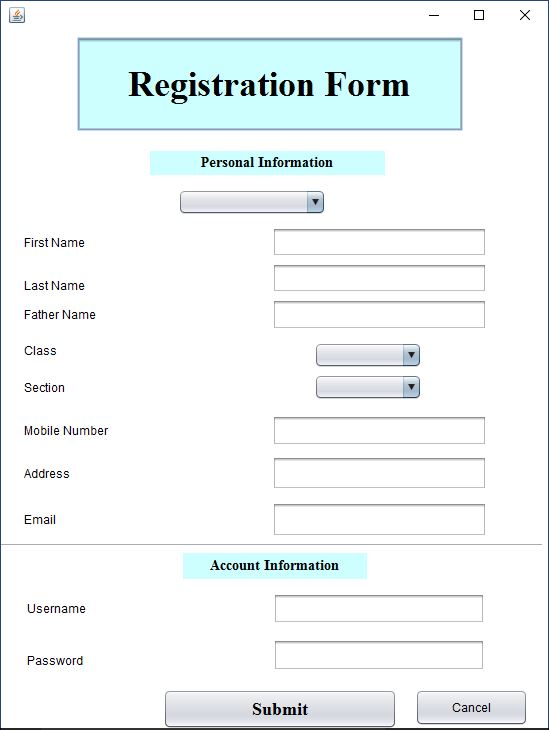 Registration Form
Personal Information
First Name
Last Name
Father Name
Class
Section
Mobile Number
Address
Email
Account Information
Username
Password
Submit
Cancel